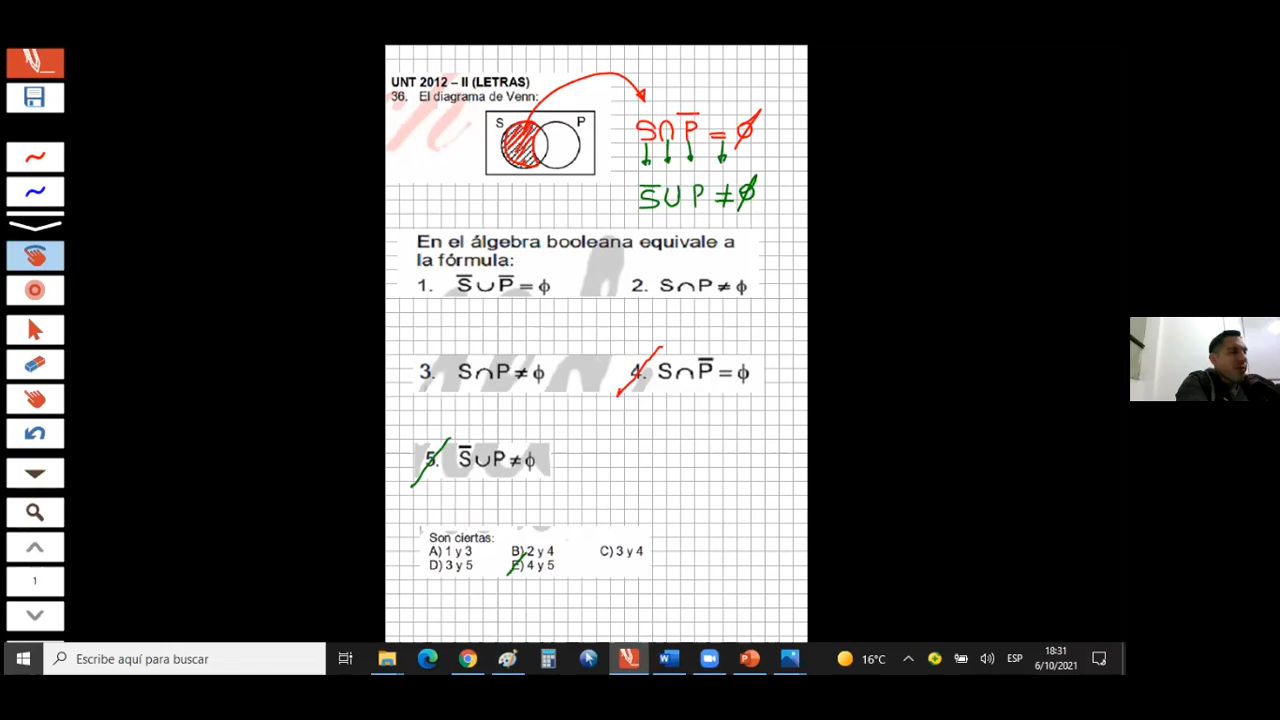 UNT 2012 – II (LETRAS)
36. El diagrama de Venn:
S P
S∩P̅ = ∅
S̅∪P ≠ ∅
En el álgebra booleana equivale a
la fórmula:
1. S̅∪P̅ = ϕ 2. S∩P ≠ ϕ
3. S∩P ≠ ϕ 4. S∩P̅ = ϕ
5. S̅∪P ≠ ϕ
Son ciertas:
A) 1 y 3 B) 2 y 4 C) 3 y 4
D) 3 y 5 E) 4 y 5
1
Escribe aquí para buscar
16°C
ESP
18:31
6/10/2021